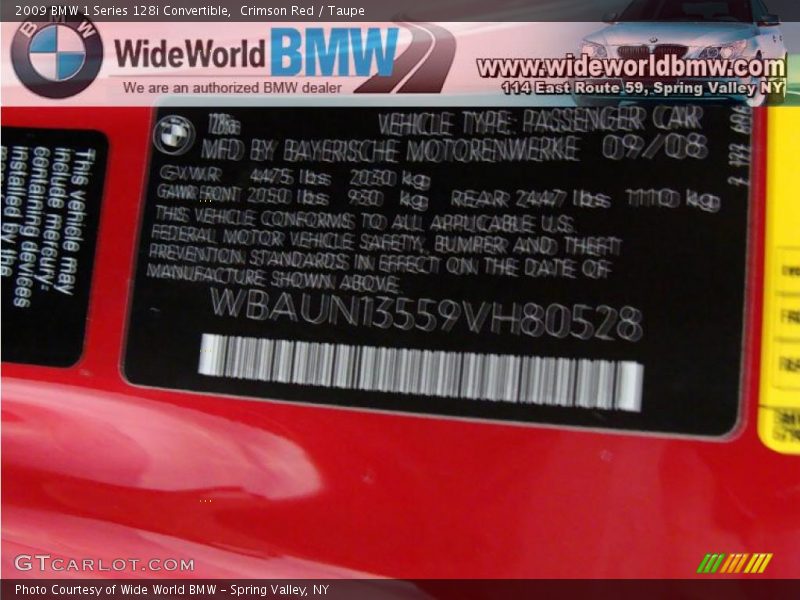 2009 BMW 1 Series 128i Convertible,  Crimson Red / Taupe
BMW
WideWorld BMW
We are an authorized BMW dealer
www.wideworldbmw.com
114 East Route 59, Spring Valley NY
This vehicle may
include mercury-
containing devices
installed by the
VEHICLE TYPE: PASSENGER CAR
MFD BY BAYERISCHE MOTORENWERKE 09/08
GVWR 4475 lbs 2030 kg
GAWR FRONT 2050 lbs 930 kg REAR 2447 lbs 1110 kg
THIS VEHICLE CONFORMS TO ALL APPLICABLE U.S.
FEDERAL MOTOR VEHICLE SAFETY, BUMPER AND THEFT
PREVENTION STANDARDS IN EFFECT ON THE DATE OF
MANUFACTURE SHOWN ABOVE.
WBAUN13559VH80528
GTCARLOT.COM
Photo Courtesy of Wide World BMW - Spring Valley, NY